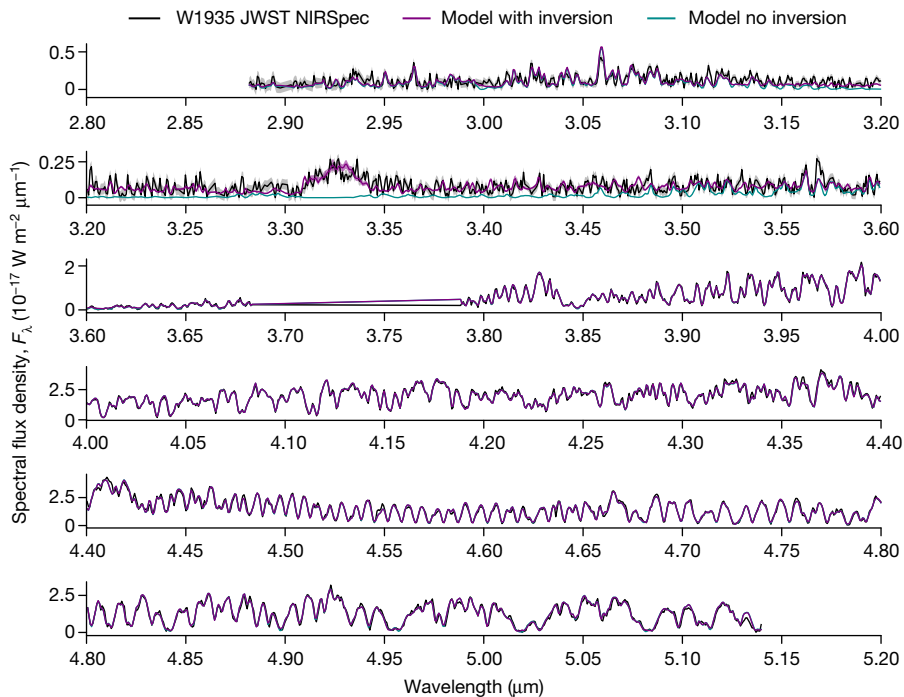 W1935 JWST NIRSpec Model with inversion Model no inversion
0.5
0
2.80 2.85 2.90 2.95 3.00 3.05 3.10 3.15 3.20
0.25
0
3.20 3.25 3.30 3.35 3.40 3.45 3.50 3.55 3.60
2
0
3.60 3.65 3.70 3.75 3.80 3.85 3.90 3.95 4.00
2.5
0
4.00 4.05 4.10 4.15 4.20 4.25 4.30 4.35 4.40
2.5
0
4.40 4.45 4.50 4.55 4.60 4.65 4.70 4.75 4.80
2.5
0
4.80 4.85 4.90 4.95 5.00 5.05 5.10 5.15 5.20
Wavelength (μm)
Spectral flux density, Fλ (10⁻¹⁷ W m⁻² μm⁻¹)